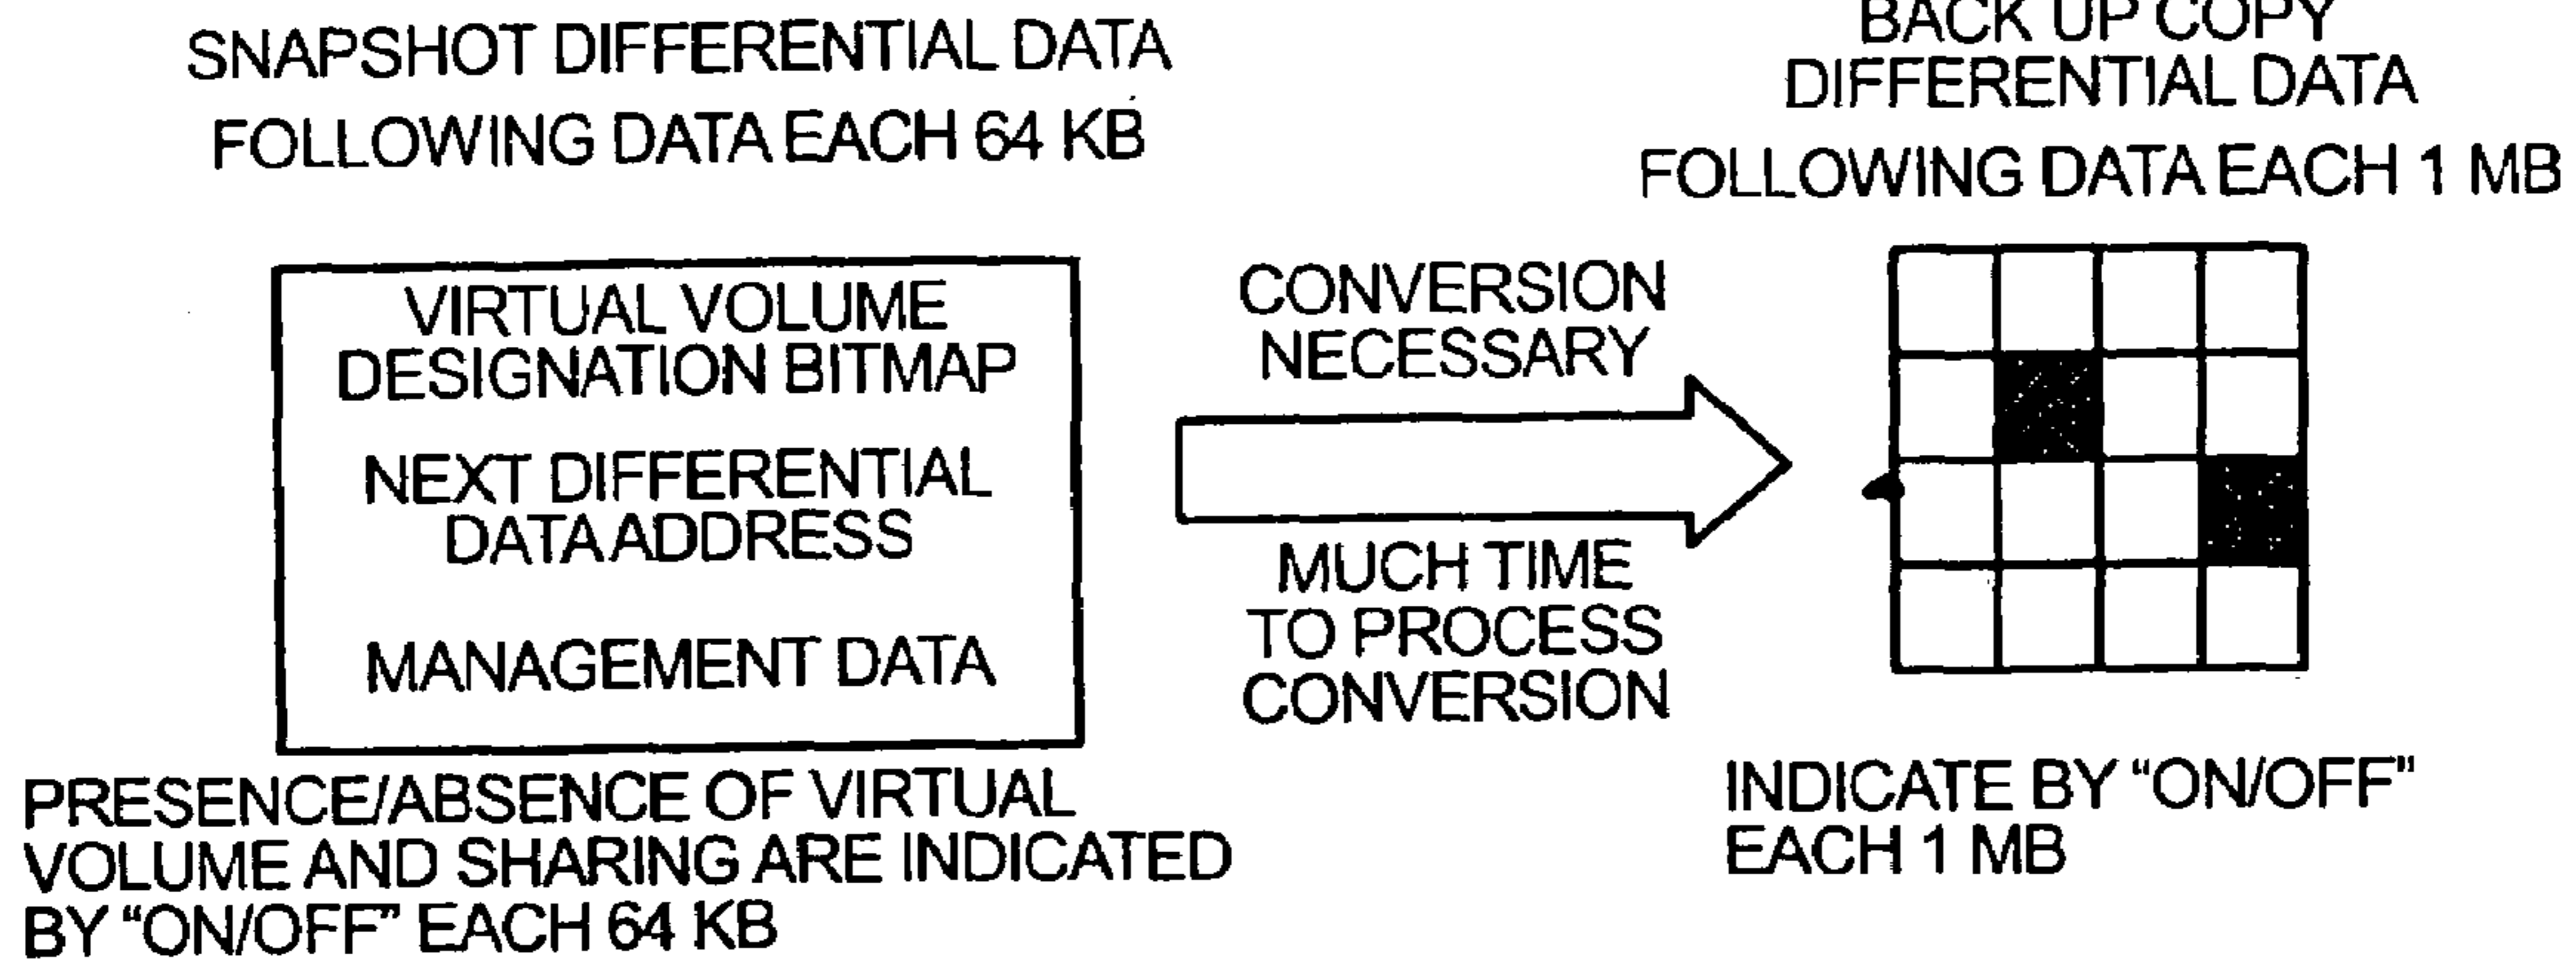 SNAPSHOT DIFFERENTIAL DATA
FOLLOWING DATA EACH 64 KB
BACK UP COPY
DIFFERENTIAL DATA
FOLLOWING DATA EACH 1 MB
VIRTUAL VOLUME
DESIGNATION BITMAP
NEXT DIFFERENTIAL
DATA ADDRESS
MANAGEMENT DATA
CONVERSION
NECESSARY
MUCH TIME
TO PROCESS
CONVERSION
PRESENCE/ABSENCE OF VIRTUAL
VOLUME AND SHARING ARE INDICATED
BY “ON/OFF” EACH 64 KB
INDICATE BY “ON/OFF”
EACH 1 MB